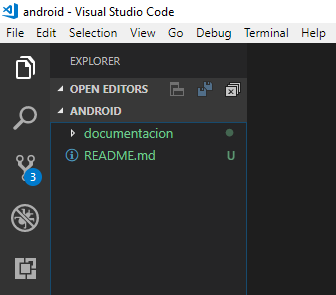 android - Visual Studio Code
File Edit Selection View Go Debug Terminal Help
EXPLORER
OPEN EDITORS
ANDROID
documentacion
README.md U
3